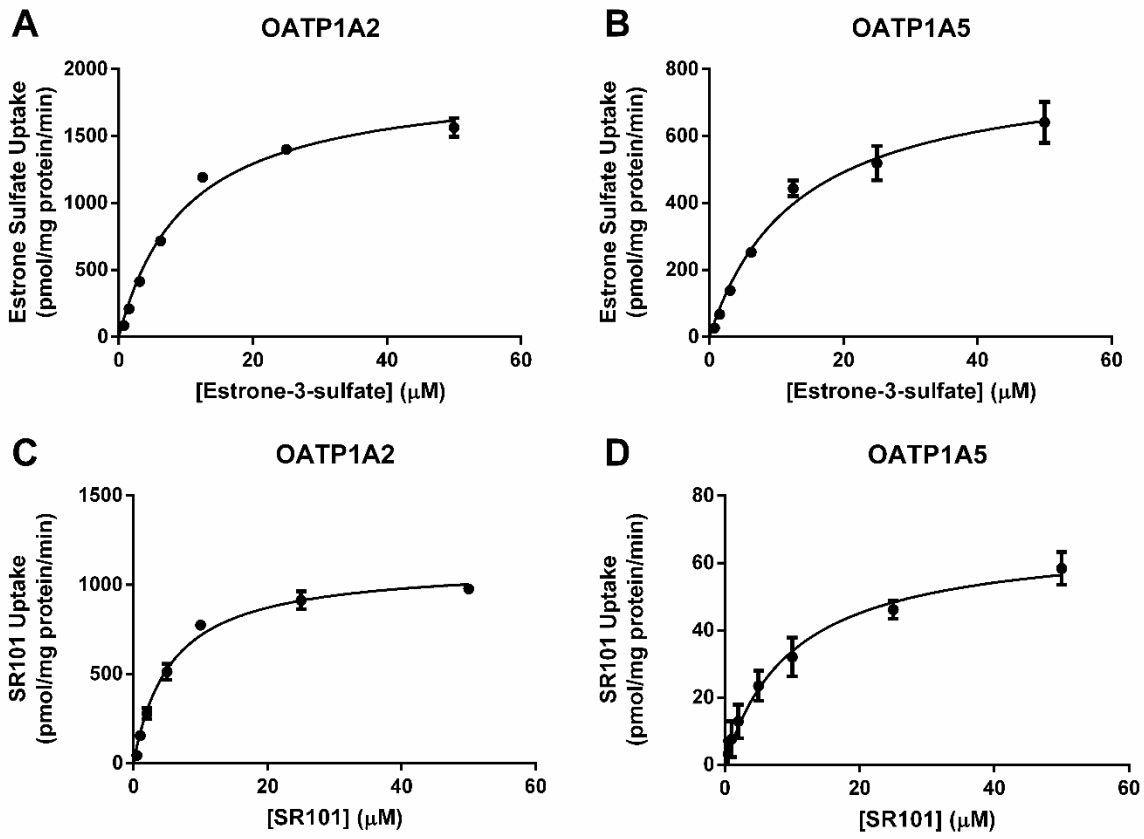 A
OATP1A2
Estrone Sulfate Uptake
(pmol/mg protein/min)
2000
1500
1000
500
0
0 20 40 60
[Estrone-3-sulfate] (μM)
B
OATP1A5
Estrone Sulfate Uptake
(pmol/mg protein/min)
800
600
400
200
0
0 20 40 60
[Estrone-3-sulfate] (μM)
C
OATP1A2
SR101 Uptake
(pmol/mg protein/min)
1500
1000
500
0
0 20 40 60
[SR101] (μM)
D
OATP1A5
SR101 Uptake
(pmol/mg protein/min)
80
60
40
20
0
0 20 40 60
[SR101] (μM)